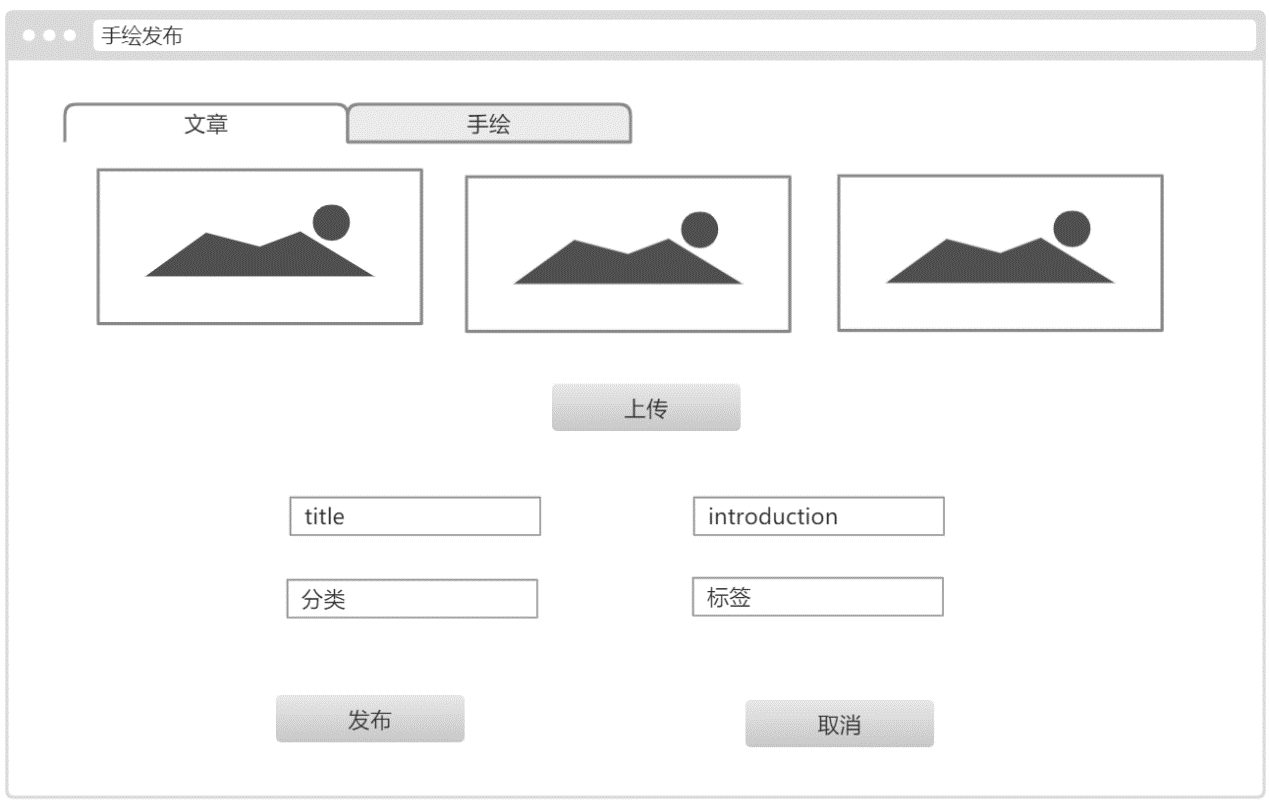 手绘发布
文章
手绘
上传
title
introduction
分类
标签
发布
取消